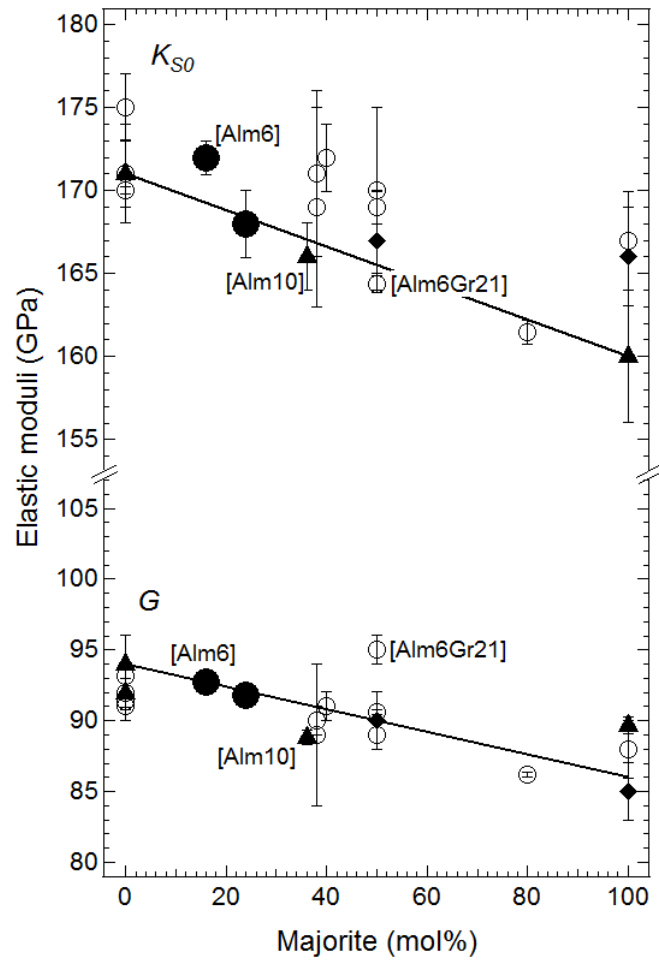 180
K_S0
175
[Alm6]
170
165
[Alm10]
[Alm6Gr21]
160
155
Elastic moduli (GPa)
105
100
G
95
[Alm6]
[Alm6Gr21]
90
[Alm10]
85
80
0 20 40 60 80 100
Majorite (mol%)